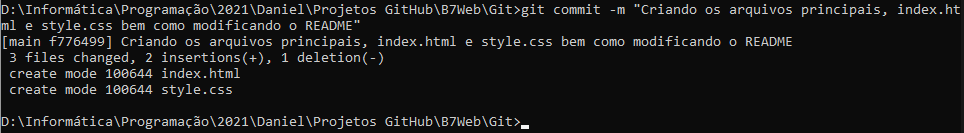 D:\Informática\Programação\2021\Daniel\Projetos GitHub\B7Web\Git>git commit -m "Criando os arquivos principais, index.ht
ml e style.css bem como modificando o README"
[main f776499] Criando os arquivos principais, index.html e style.css bem como modificando o README
 3 files changed, 2 insertions(+), 1 deletion(-)
 create mode 100644 index.html
 create mode 100644 style.css
D:\Informática\Programação\2021\Daniel\Projetos GitHub\B7Web\Git>